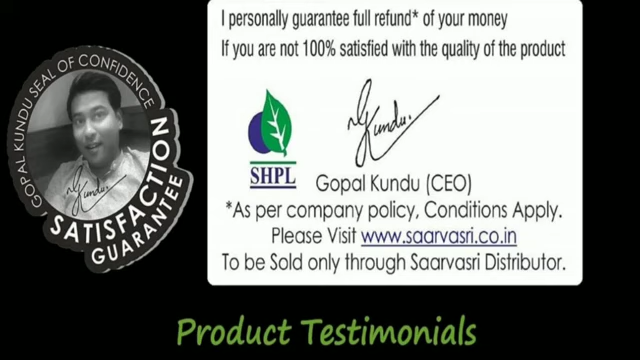 I personally guarantee full refund* of your money
If you are not 100% satisfied with the quality of the product
GOPAL KUNDU SEAL OF CONFIDENCE
Kundu.
SATISFACTION
GUARANTEE
Kundu.
SHPL
Gopal Kundu (CEO)
*As per company policy, Conditions Apply.
Please Visit www.saarvasri.co.in
To be Sold only through Saarvasri Distributor.
Product Testimonials